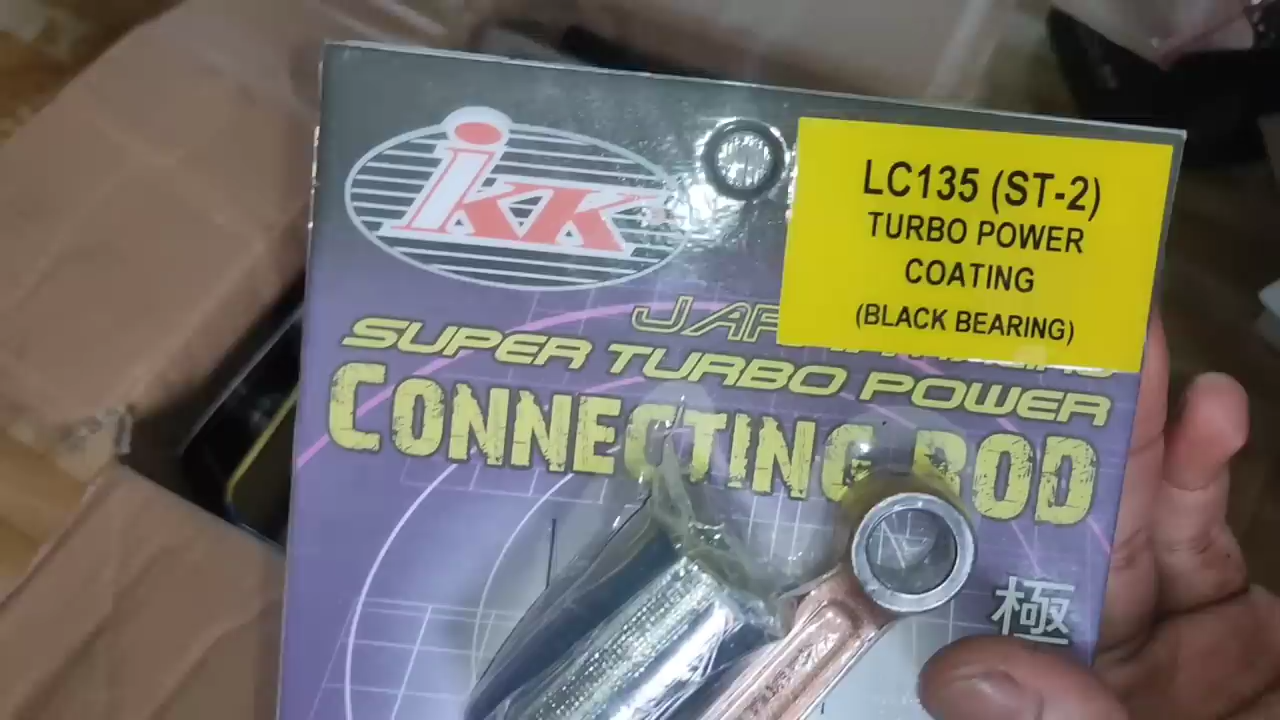 ikk
LC135 (ST-2)
TURBO POWER
COATING
(BLACK BEARING)
SUPER TURBO POWER
CONNECTING ROD
極